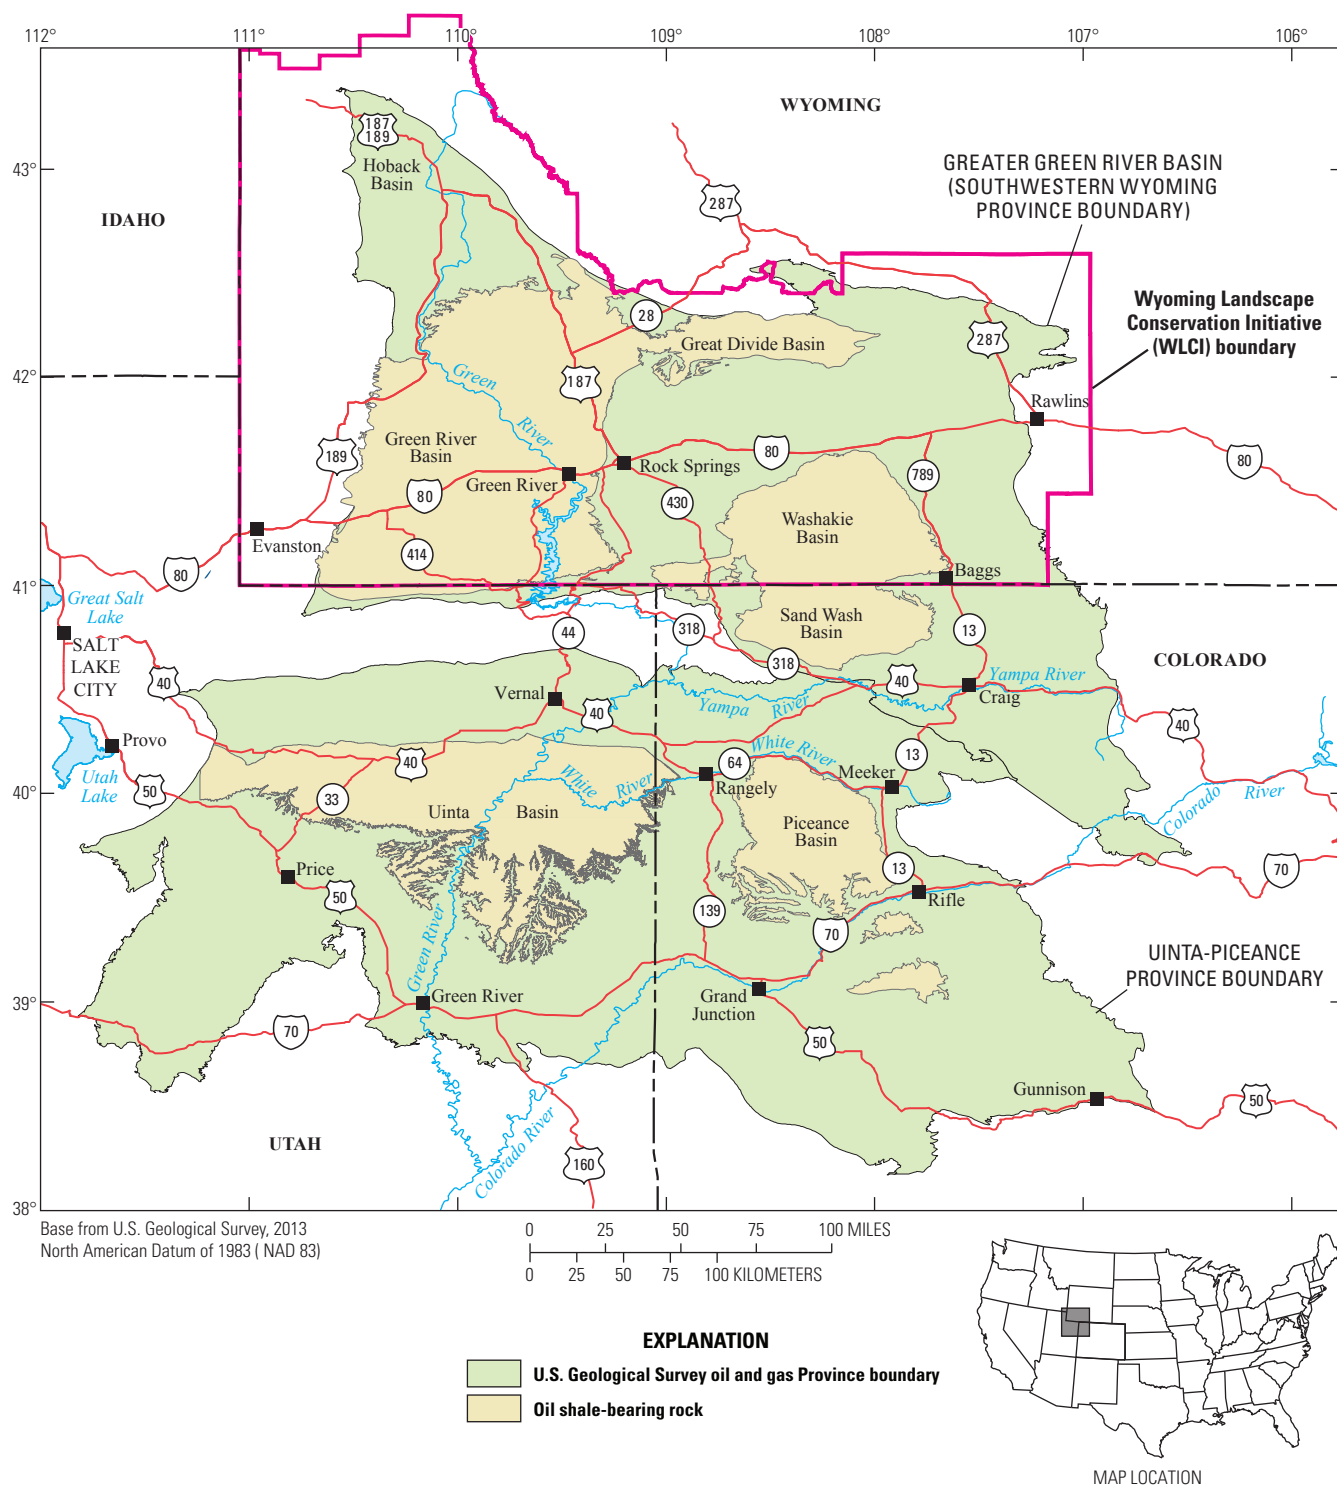 112°
111°
110°
109°
108°
107°
106°
WYOMING
187
189
43°
Hoback
Basin
GREATER GREEN RIVER BASIN
(SOUTHWESTERN WYOMING
PROVINCE BOUNDARY)
287
IDAHO
Wyoming Landscape
Conservation Initiative
(WLCI) boundary
28
Great Divide Basin
287
42°
Green
River
187
Rawlins
Green River
Basin
189
80
Rock Springs
80
80
Green River
789
430
Washakie
Basin
Evanston
414
80
Baggs
41°
Great Salt
Lake
Sand Wash
Basin
SALT
LAKE
CITY
44
318
13
318
COLORADO
40
40
Yampa River
Vernal
Craig
Yampa
River
40
40
Provo
Utah
Lake
White River
13
64
40
Meeker
50
White
River
Rangely
40°
33
Uinta
Basin
Piceance
Basin
Colorado
River
Price
13
70
50
Rifle
139
70
Green River
UINTA-PICEANCE
PROVINCE BOUNDARY
39°
Green River
Grand
Junction
70
50
Gunnison
50
UTAH
Colorado River
160
38°
Base from U.S. Geological Survey, 2013
North American Datum of 1983 ( NAD 83)
0 25 50 75 100 MILES
0 25 50 75 100 KILOMETERS
EXPLANATION
U.S. Geological Survey oil and gas Province boundary
Oil shale-bearing rock
MAP LOCATION